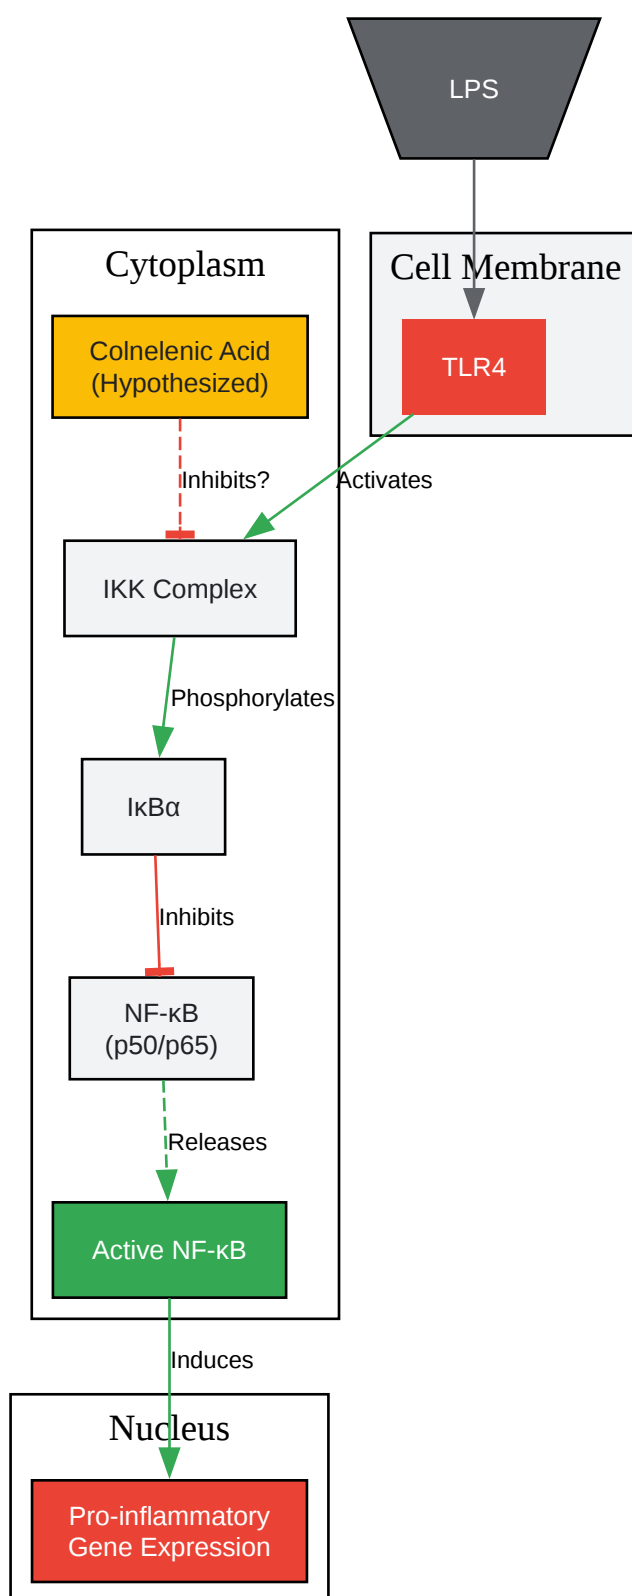 LPS
Cytoplasm
Cell Membrane
Colnelenic Acid
(Hypothesized)
TLR4
Inhibits?
Activates
IKK Complex
Phosphorylates
IκBα
Inhibits
NF-κB
(p50/p65)
Releases
Active NF-κB
Induces
Nucleus
Pro-inflammatory
Gene Expression